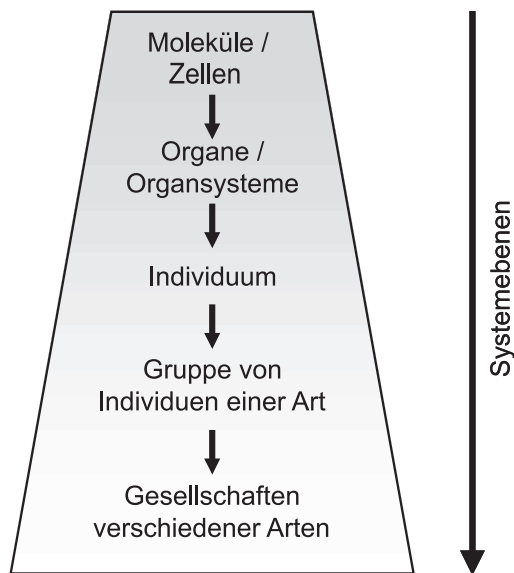 Moleküle /
Zellen
Organe /
Organsysteme
Individuum
Gruppe von
Individuen einer Art
Gesellschaften
verschiedener Arten
Systemebenen